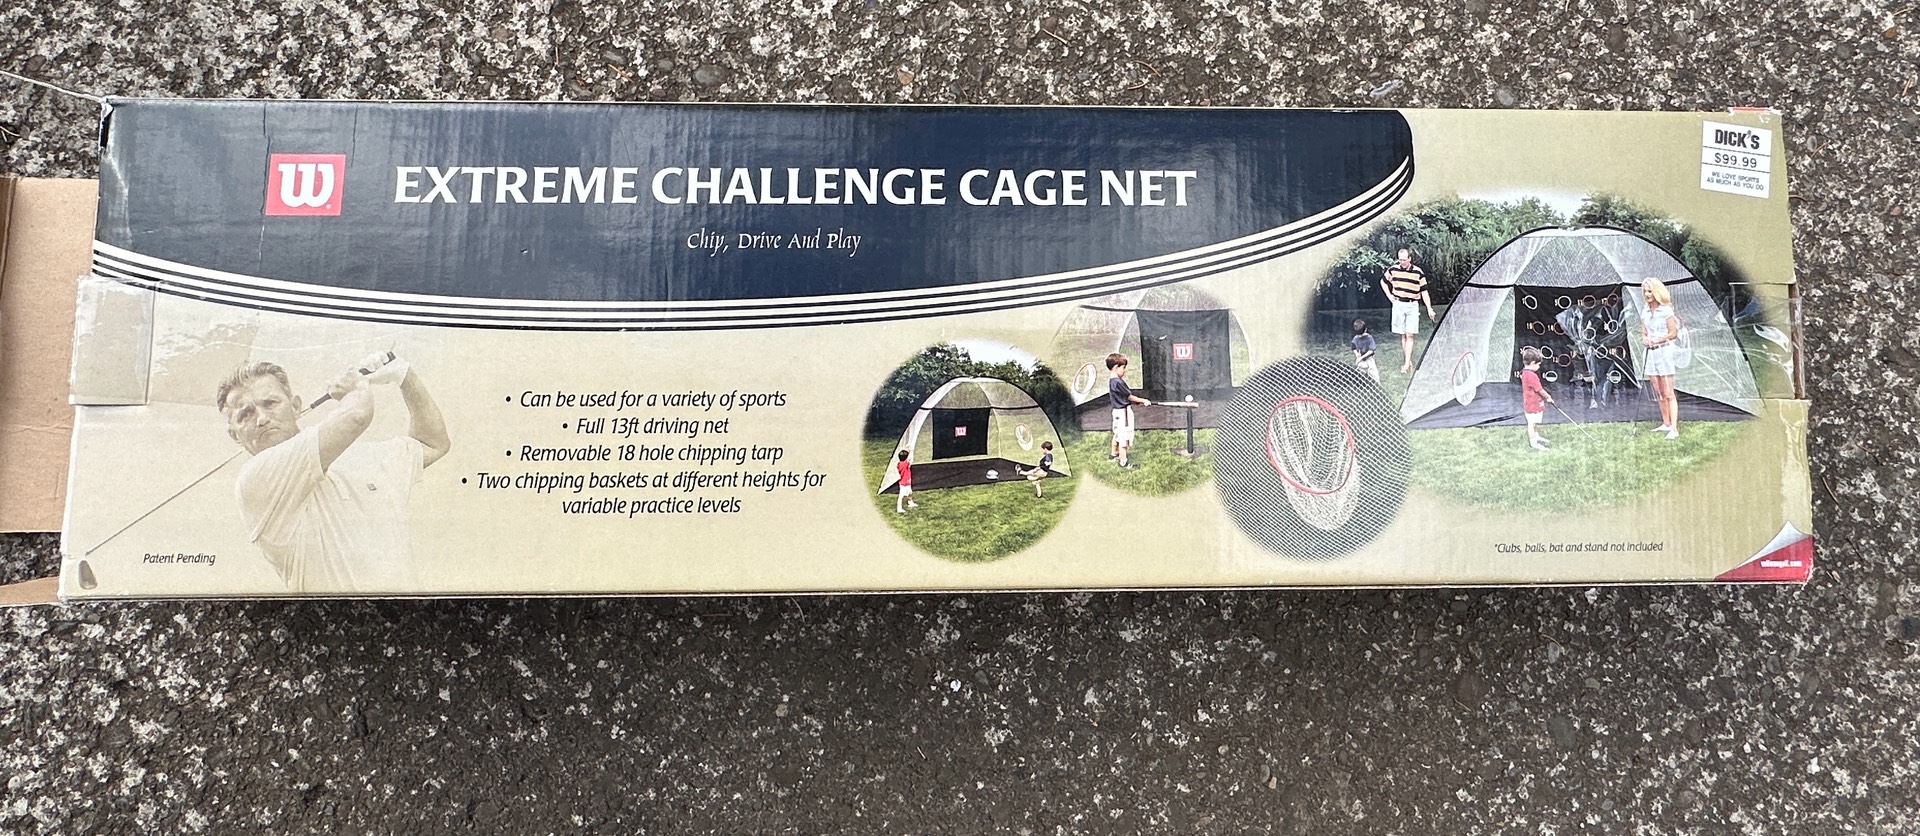 W
EXTREME CHALLENGE CAGE NET
Chip, Drive And Play
DICK'S
$99.99
WE LOVE SPORTS
AS MUCH AS YOU DO
• Can be used for a variety of sports
• Full 13ft driving net
• Removable 18 hole chipping tarp
• Two chipping baskets at different heights for
variable practice levels
Patent Pending
*Clubs, balls, bat and stand not included
wilsongolf.com